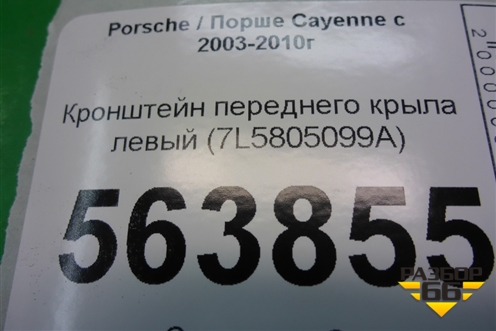 Porsche / Порше Cayenne с
2003-2010г
Кронштейн переднего крыла
левый (7L5805099A)
563855
РАЗБОР
66